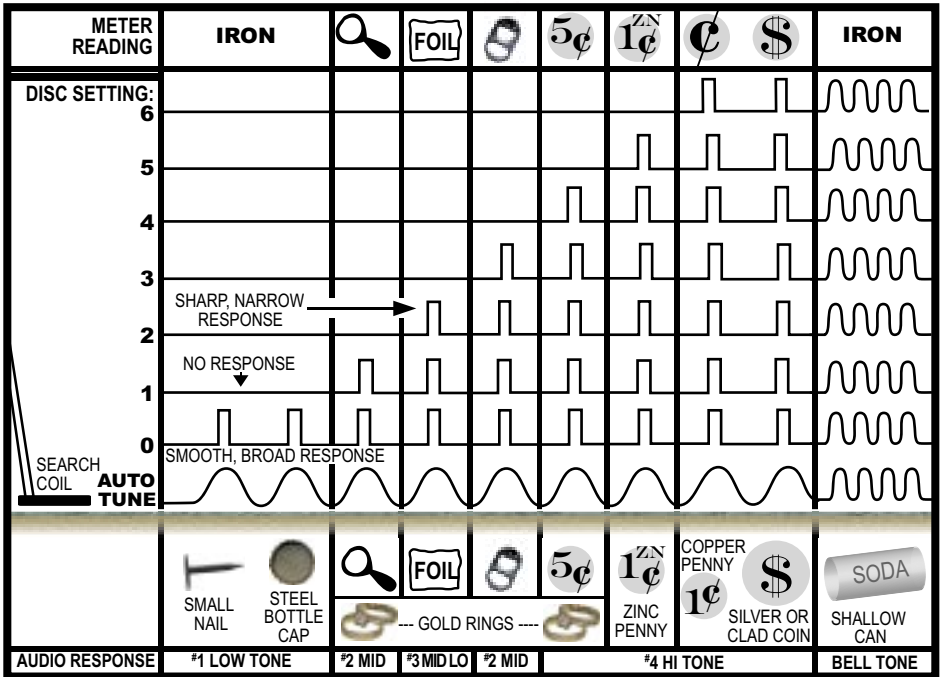 METER
READING
IRON
FOIL
5¢
ZN
1¢
¢
$
IRON
DISC SETTING:
6
5
4
3
SHARP, NARROW
RESPONSE
2
NO RESPONSE
1
0
SMOOTH, BROAD RESPONSE
SEARCH
COIL
AUTO
TUNE
SMALL
NAIL
STEEL
BOTTLE
CAP
FOIL
--- GOLD RINGS ----
5¢
ZN
1¢
ZINC
PENNY
COPPER
PENNY
1¢
$
SILVER OR
CLAD COIN
SODA
SHALLOW
CAN
AUDIO RESPONSE
#1 LOW TONE
#2 MID
#3 MID LO
#2 MID
#4 HI TONE
BELL TONE